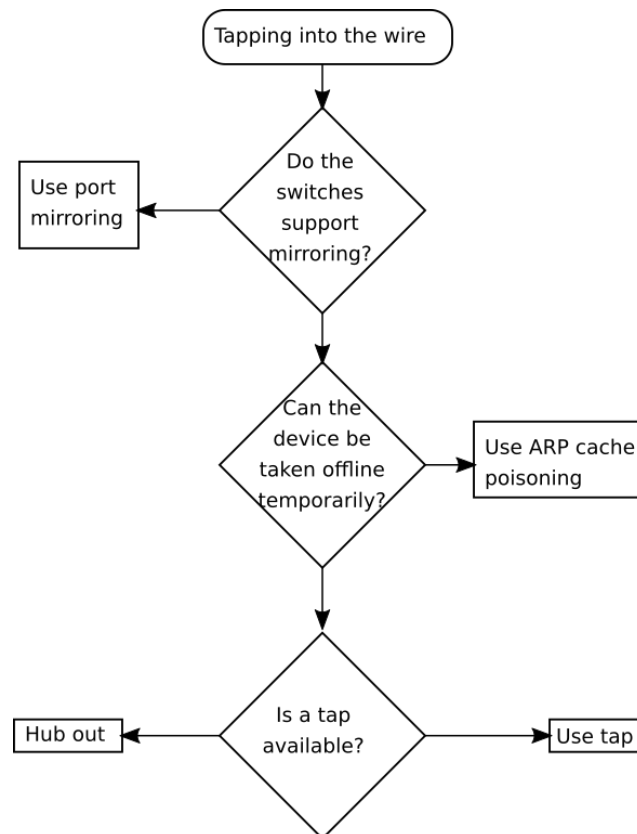 Tapping into the wire
Do the
switches
support
mirroring?
Use port
mirroring
Can the
device be
taken offline
temporarily?
Use ARP cache
poisoning
Is a tap
available?
Hub out
Use tap